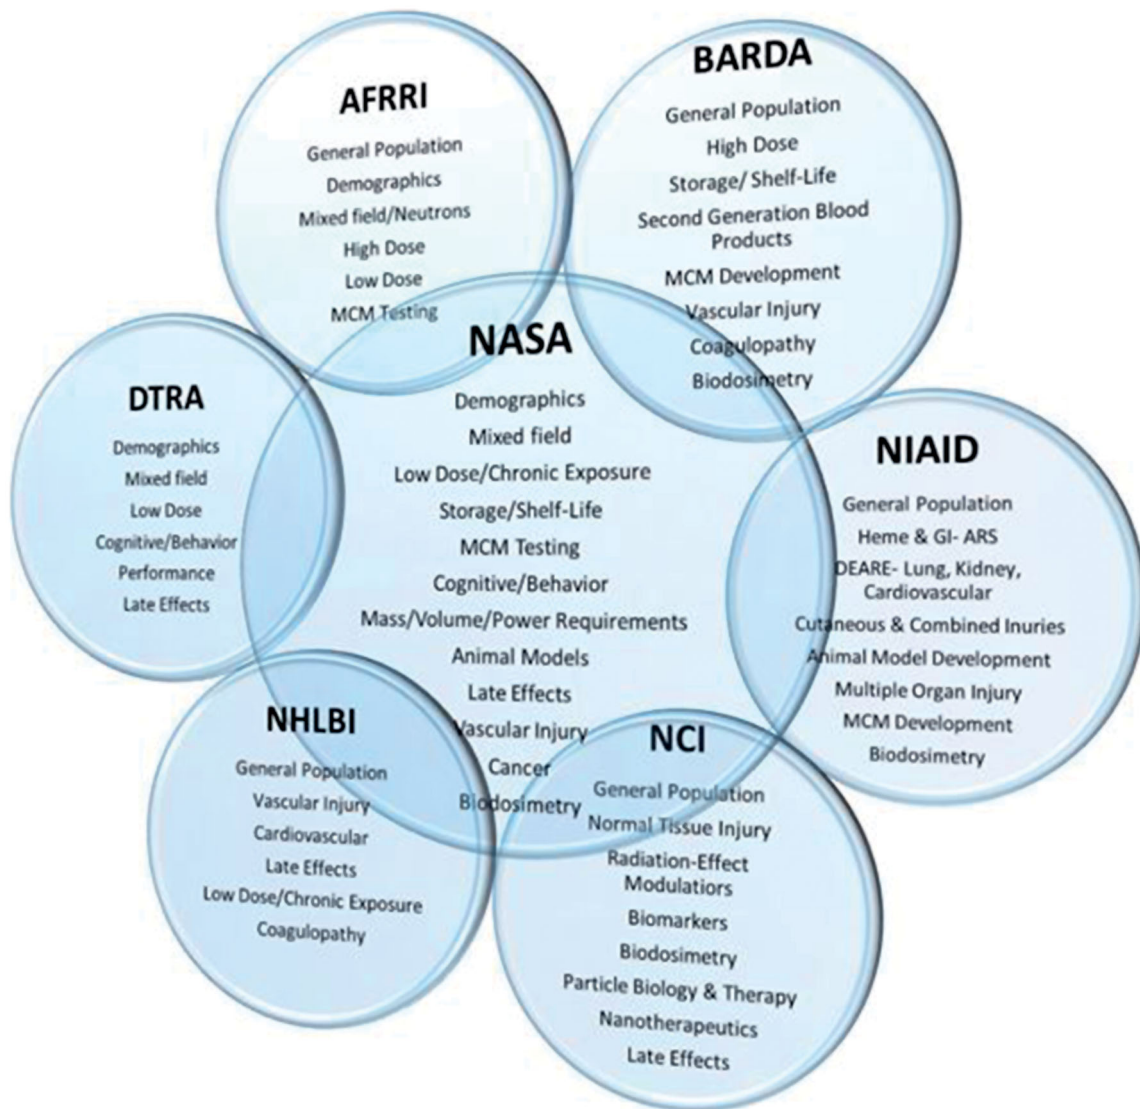 AFRRI
General Population
Demographics
Mixed field/Neutrons
High Dose
Low Dose
MCM Testing
BARDA
General Population
High Dose
Storage/ Shelf-Life
Second Generation Blood
Products
MCM Development
Vascular Injury
Coagulopathy
Biodosimetry
DTRA
Demographics
Mixed field
Low Dose
Cognitive/Behavior
Performance
Late Effects
NASA
Demographics
Mixed field
Low Dose/Chronic Exposure
Storage/Shelf-Life
MCM Testing
Cognitive/Behavior
Mass/Volume/Power Requirements
Animal Models
Late Effects
Vascular Injury
Cancer
Biodosimetry
NIAID
General Population
Heme & GI- ARS
DEARE- Lung, Kidney,
Cardiovascular
Cutaneous & Combined Inuries
Animal Model Development
Multiple Organ Injury
MCM Development
Biodosimetry
NHLBI
General Population
Vascular Injury
Cardiovascular
Late Effects
Low Dose/Chronic Exposure
Coagulopathy
NCI
General Population
Normal Tissue Injury
Radiation-Effect
Modulatiors
Biomarkers
Biodosimetry
Particle Biology & Therapy
Nanotherapeutics
Late Effects